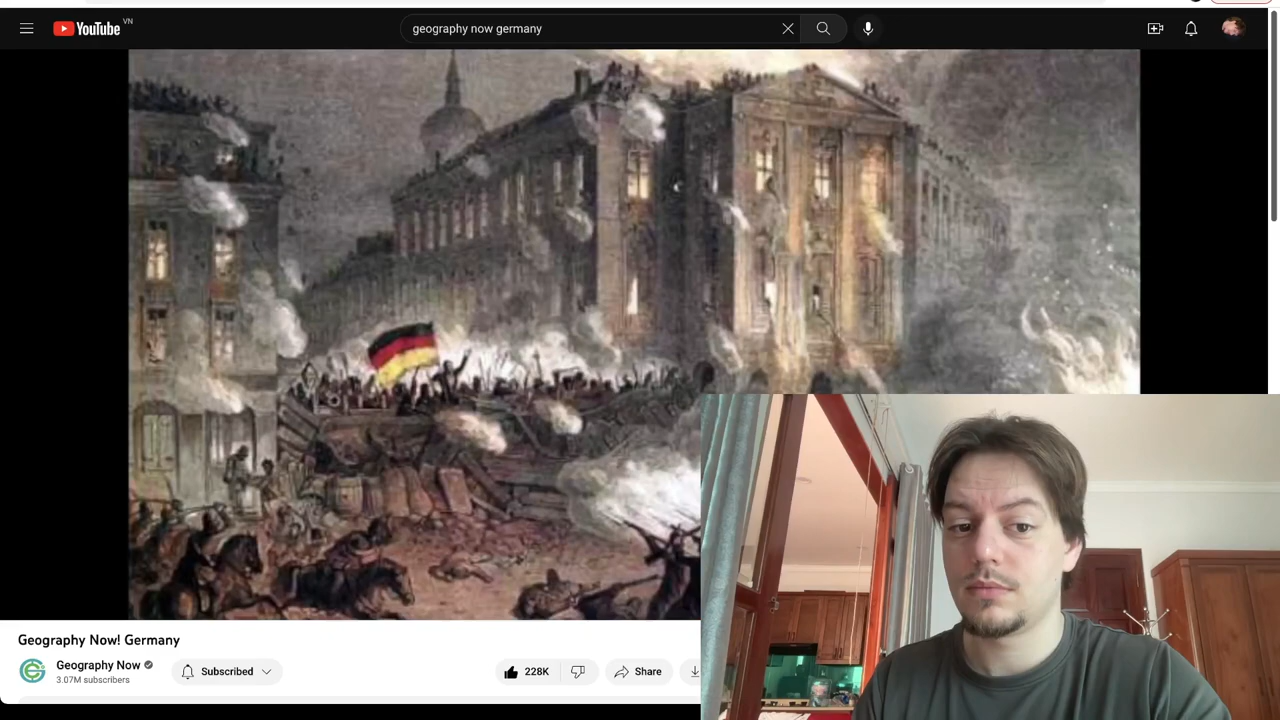 YouTube VN
geography now germany
Geography Now! Germany
Geography Now
3.07M subscribers
Subscribed
228K
Share